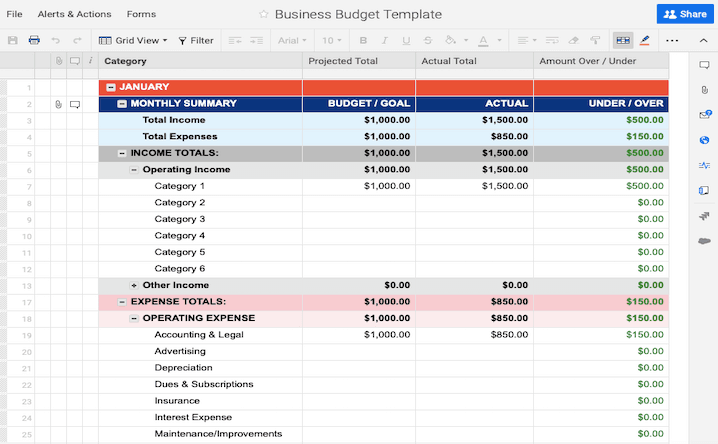 File Alerts & Actions Forms Business Budget Template Share
Grid View Filter Arial 10 B I U S A
i Category Projected Total Actual Total Amount Over / Under
1 JANUARY
2 MONTHLY SUMMARY BUDGET / GOAL ACTUAL UNDER / OVER
3 Total Income $1,000.00 $1,500.00 $500.00
4 Total Expenses $1,000.00 $850.00 $150.00
5 INCOME TOTALS: $1,000.00 $1,500.00 $500.00
6 Operating Income $1,000.00 $1,500.00 $500.00
7 Category 1 $1,000.00 $1,500.00 $500.00
8 Category 2 $0.00
9 Category 3 $0.00
10 Category 4 $0.00
11 Category 5 $0.00
12 Category 6 $0.00
13 Other Income $0.00 $0.00 $0.00
17 EXPENSE TOTALS: $1,000.00 $850.00 $150.00
18 OPERATING EXPENSE $1,000.00 $850.00 $150.00
19 Accounting & Legal $1,000.00 $850.00 $150.00
20 Advertising $0.00
21 Depreciation $0.00
22 Dues & Subscriptions $0.00
23 Insurance $0.00
24 Interest Expense $0.00
25 Maintenance/Improvements $0.00